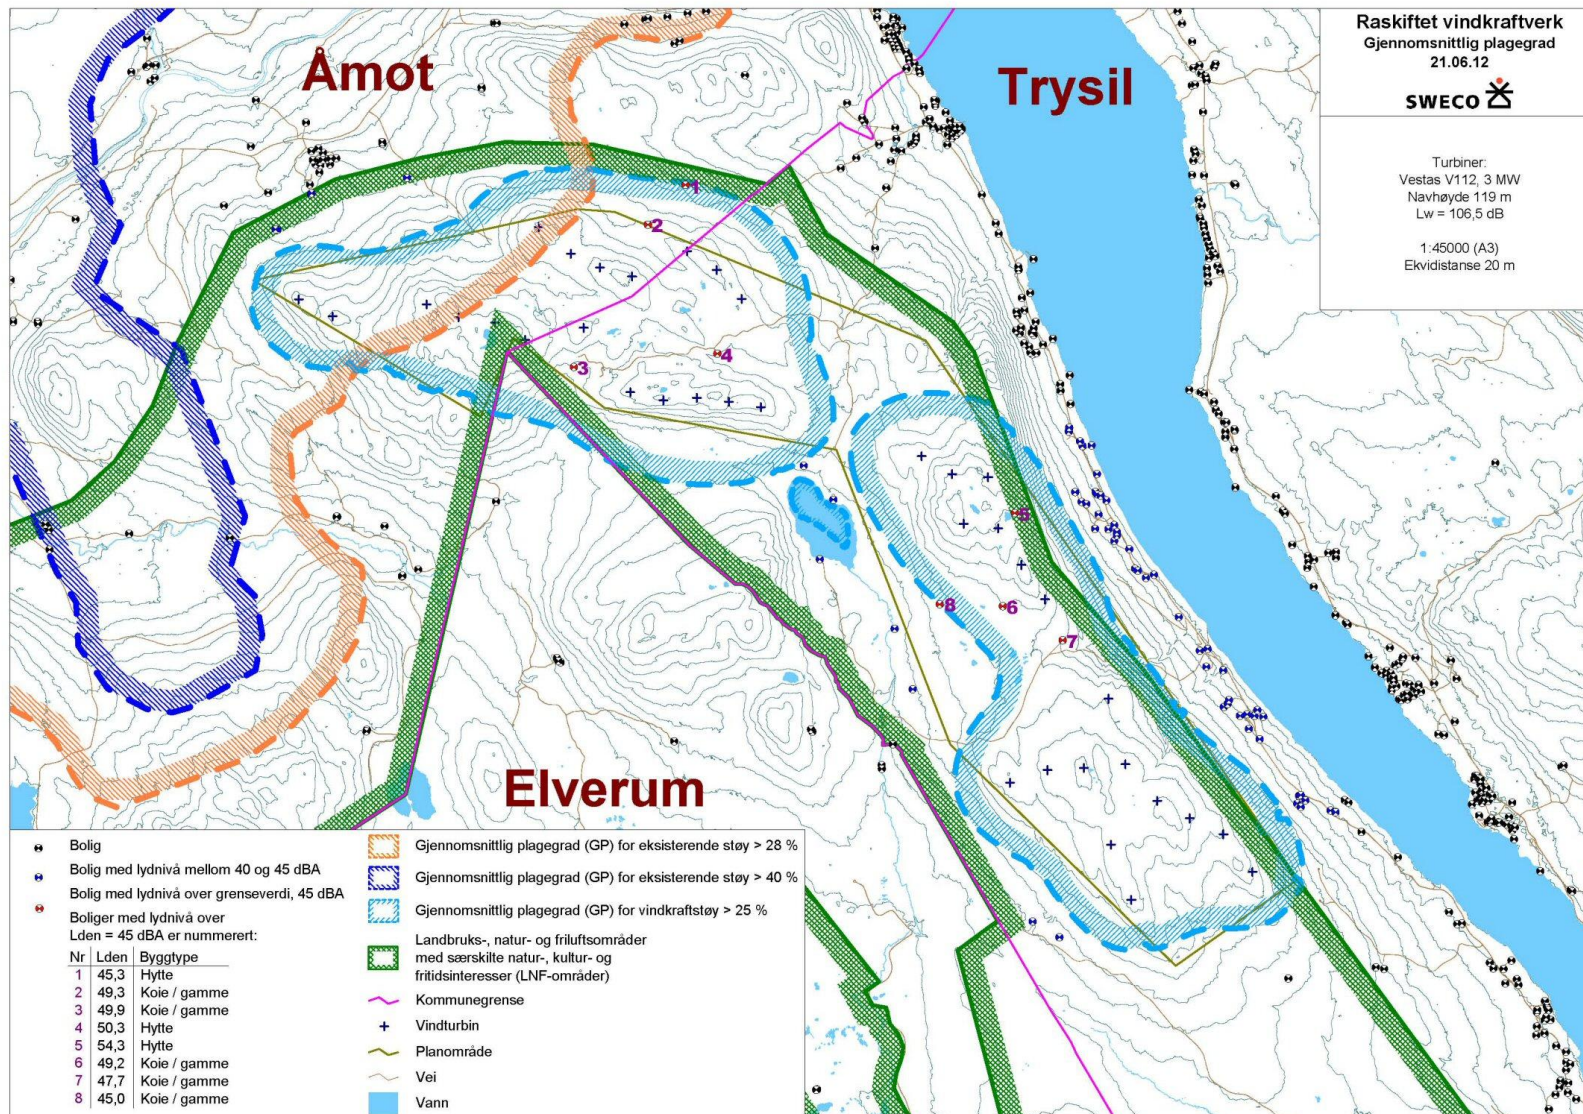 Åmot
Trysil
Elverum
Raskiftet vindkraftverk
Gjennomsnittlig plagegrad
21.06.12
SWECO
Turbiner:
Vestas V112, 3 MW
Navhøyde 119 m
Lw = 106,5 dB
1:45000 (A3)
Ekvidistanse 20 m
1
2
3
4
5
6
7
8
Bolig
Bolig med lydnivå mellom 40 og 45 dBA
Bolig med lydnivå over grenseverdi, 45 dBA
Boliger med lydnivå over
Lden = 45 dBA er nummerert:
Nr Lden Byggtype
1 45,3 Hytte
2 49,3 Koie / gamme
3 49,9 Koie / gamme
4 50,3 Hytte
5 54,3 Hytte
6 49,2 Koie / gamme
7 47,7 Koie / gamme
8 45,0 Koie / gamme
Gjennomsnittlig plagegrad (GP) for eksisterende støy > 28 %
Gjennomsnittlig plagegrad (GP) for eksisterende støy > 40 %
Gjennomsnittlig plagegrad (GP) for vindkraftstøy > 25 %
Landbruks-, natur- og friluftsområder
med særskilte natur-, kultur- og
fritidsinteresser (LNF-områder)
Kommunegrense
Vindturbin
Planområde
Vei
Vann